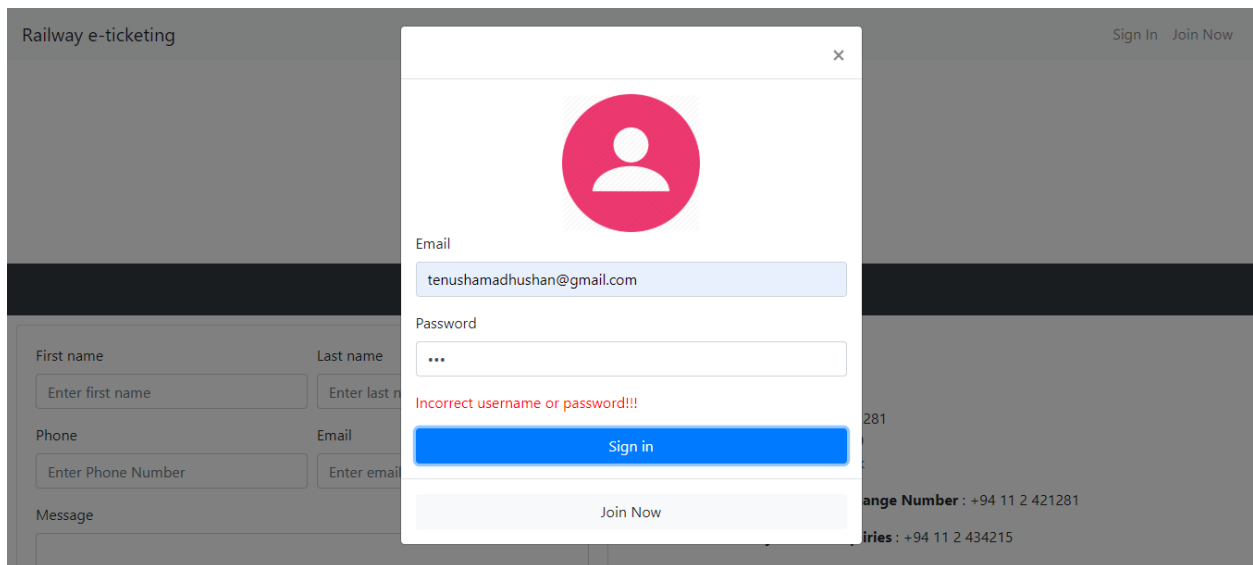 Railway e-ticketing
Sign In Join Now
×
Email
tenushamadhushan@gmail.com
Password
•••
Incorrect username or password!!!
Sign in
Join Now
First name Last name
Enter first name Enter last
Phone Email
Enter Phone Number Enter email
Message
281
Number : +94 11 2 421281
: +94 11 2 434215